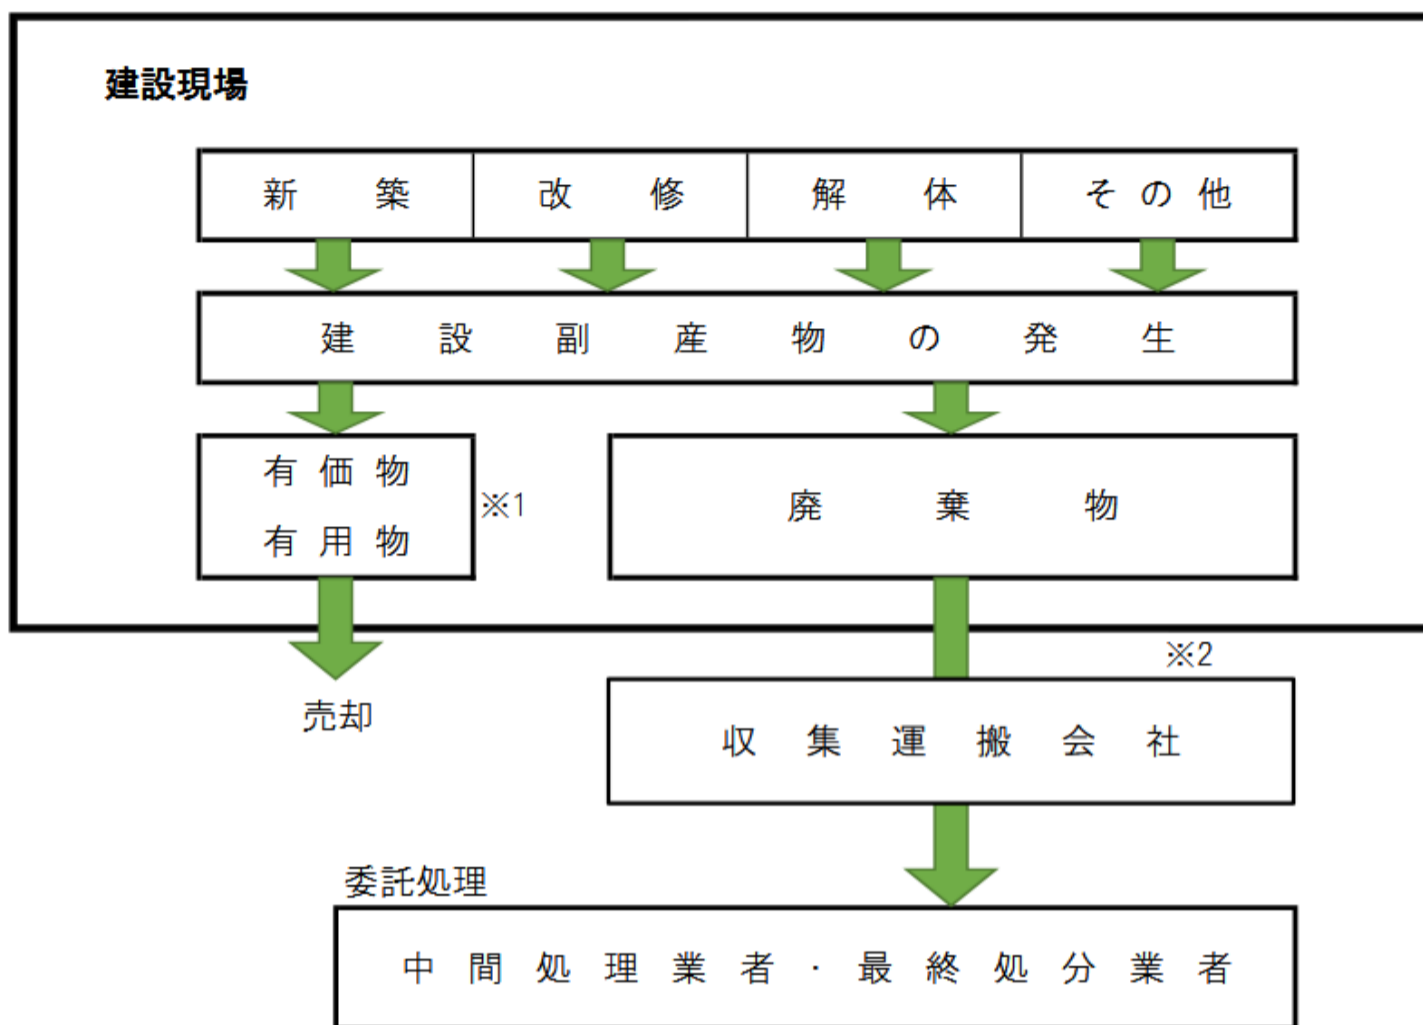 建設現場
新築 改修 解体 その他
建設副産物の発生
有価物
有用物
※1
廃棄物
※2
売却
収集運搬会社
委託処理
中間処理業者・最終処分業者